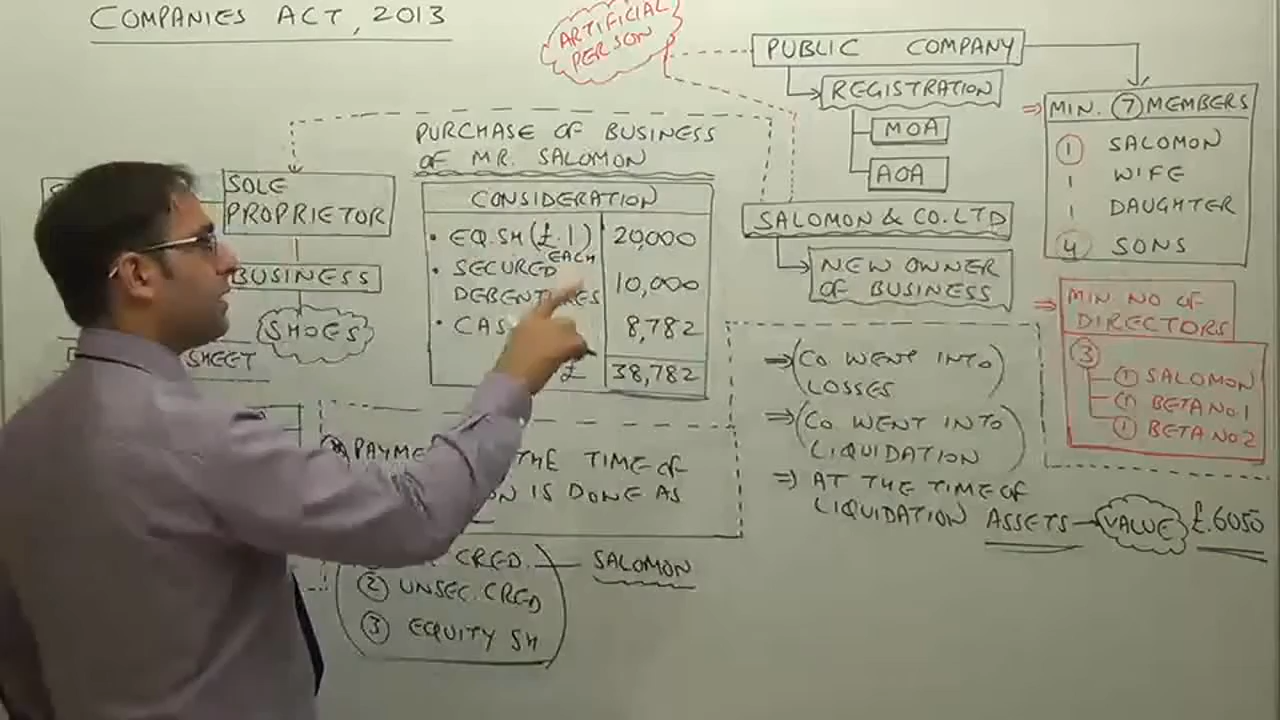 COMPANIES ACT, 2013
ARTIFICIAL
PERSON
PUBLIC COMPANY
REGISTRATION
MOA
AOA
MIN. 7 MEMBERS
1 SALOMON
1 WIFE
1 DAUGHTER
4 SONS
PURCHASE OF BUSINESS
OF MR. SALOMON
CONSIDERATION
• EQ.SH (£.1) 20,000
EACH
• SECURED
DEBENTURES 10,000
• CAS 8,782
£ 38,782
SOLE
PROPRIETOR
BUSINESS
SHOES
SHEET
SALOMON & CO. LTD
NEW OWNER
OF BUSINESS
MIN NO OF
DIRECTORS
3
1 SALOMON
1 BETA NO.1
1 BETA NO 2
⇒ (CO WENT INTO
LOSSES)
⇒ (CO WENT INTO
LIQUIDATION)
⇒ AT THE TIME OF
LIQUIDATION ASSETS VALUE £.6050
PAYME THE TIME OF
N IS DONE AS
CRED. SALOMON
2 UNSEC. CRED
3 EQUITY SH